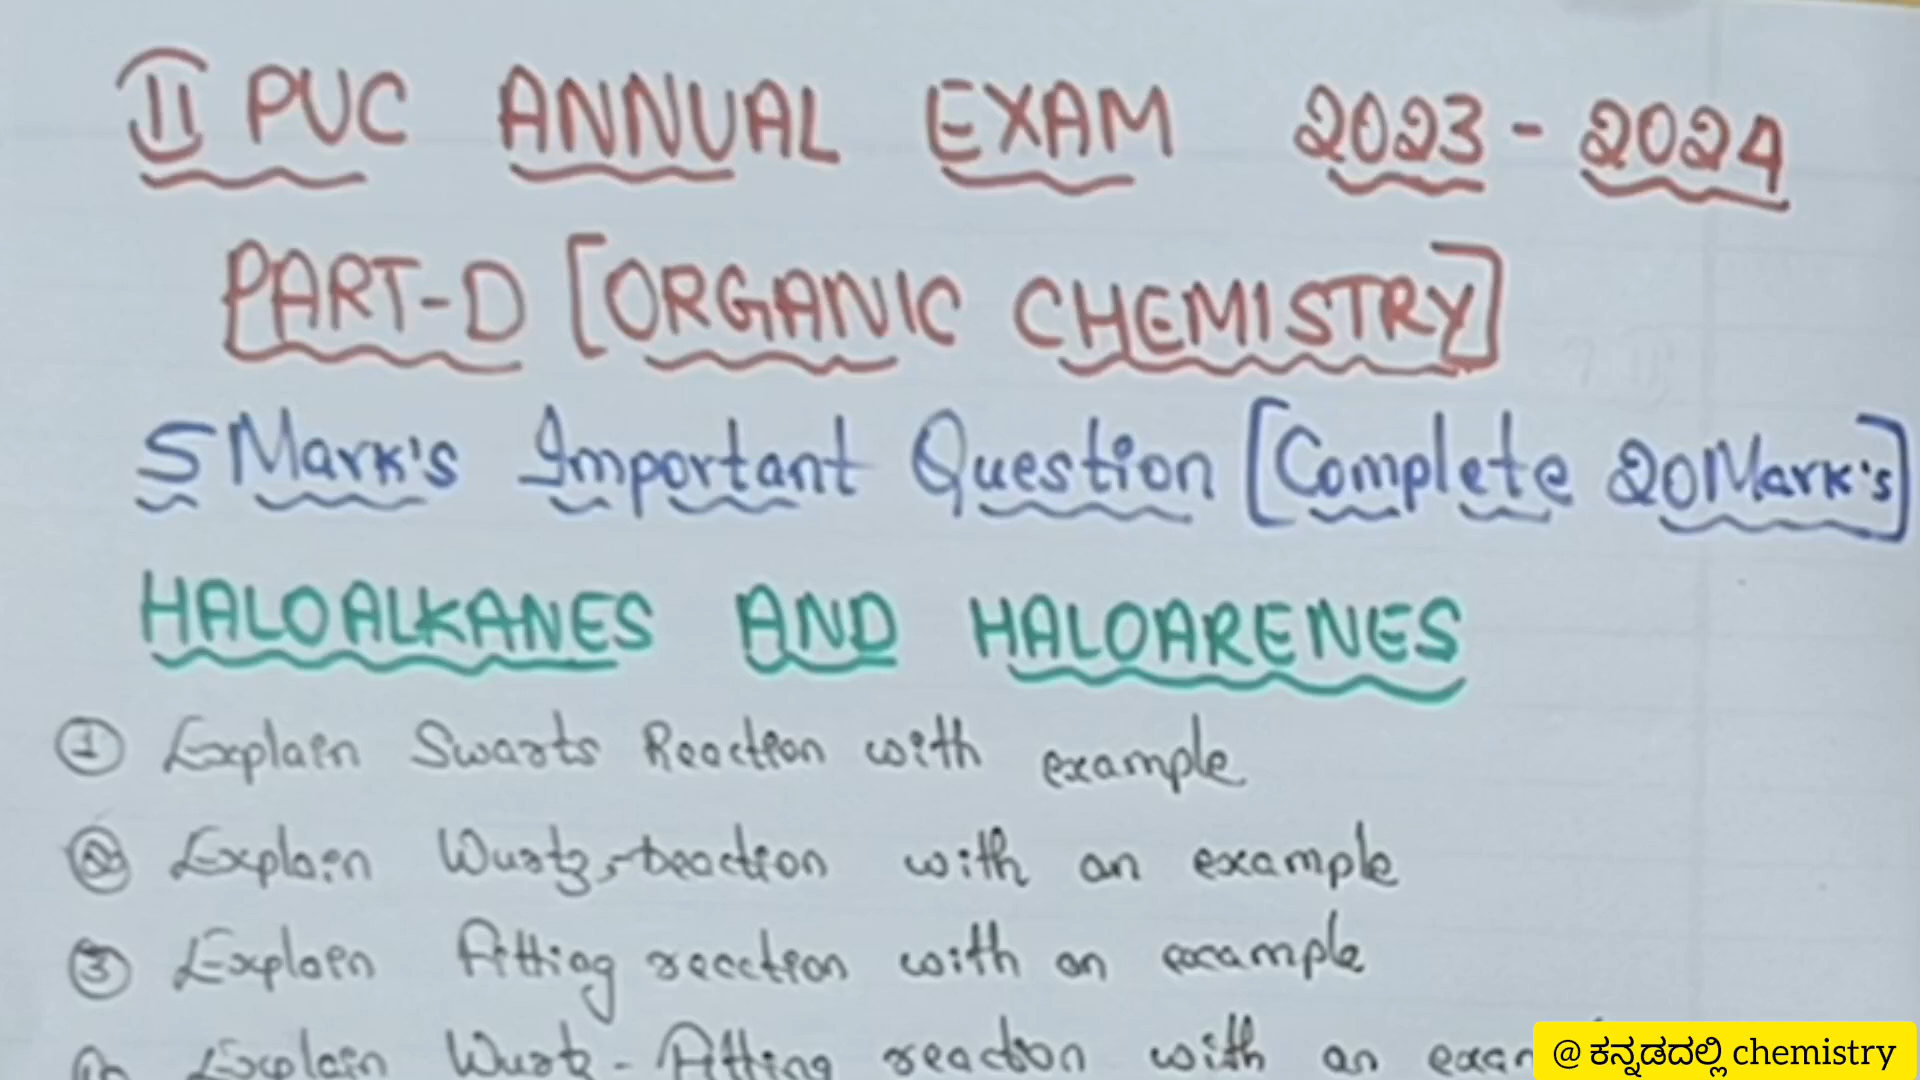 II PUC ANNUAL EXAM 2023-2024
PART-D [ORGANIC CHEMISTRY]
5 Mark's Important Question [Complete 20 Mark's]
HALOALKANES AND HALOARENES
① Explain Swarts Reaction with example
② Explain Wurtz reaction with an example
③ Explain Fitting reaction with an example
Explain Wurtz-Fitting reaction with an exam
@ ಕನ್ನಡದಲ್ಲಿ chemistry